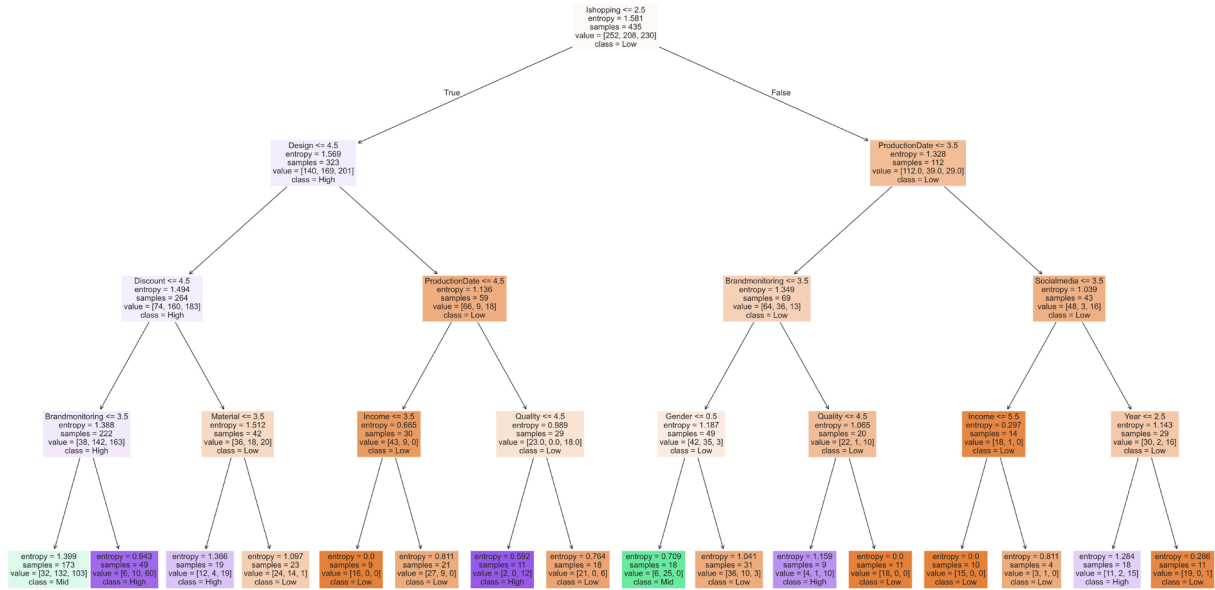 Ishopping <= 2.5
entropy = 1.581
samples = 435
value = [252, 208, 230]
class = Low
True
False
Design <= 4.5
entropy = 1.569
samples = 323
value = [140, 169, 201]
class = High
ProductionDate <= 3.5
entropy = 1.328
samples = 112
value = [112.0, 39.0, 29.0]
class = Low
Discount <= 4.5
entropy = 1.494
samples = 264
value = [74, 160, 183]
class = High
ProductionDate <= 4.5
entropy = 1.136
samples = 59
value = [66, 9, 18]
class = Low
Brandmonitoring <= 3.5
entropy = 1.349
samples = 69
value = [64, 36, 13]
class = Low
Socialmedia <= 3.5
entropy = 1.039
samples = 43
value = [48, 3, 16]
class = Low
Brandmonitoring <= 3.5
entropy = 1.388
samples = 222
value = [38, 142, 163]
class = High
Material <= 3.5
entropy = 1.512
samples = 42
value = [36, 18, 20]
class = Low
Income <= 3.5
entropy = 0.665
samples = 30
value = [43, 9, 0]
class = Low
Quality <= 4.5
entropy = 0.989
samples = 29
value = [23.0, 0.0, 18.0]
class = Low
Gender <= 0.5
entropy = 1.187
samples = 49
value = [42, 35, 3]
class = Low
Quality <= 4.5
entropy = 1.065
samples = 20
value = [22, 1, 10]
class = Low
Income <= 5.5
entropy = 0.297
samples = 14
value = [18, 1, 0]
class = Low
Year <= 2.5
entropy = 1.143
samples = 29
value = [30, 2, 16]
class = Low
entropy = 1.399
samples = 173
value = [32, 132, 103]
class = Mid
entropy = 0.943
samples = 49
value = [6, 10, 60]
class = High
entropy = 1.366
samples = 19
value = [12, 4, 19]
class = High
entropy = 1.097
samples = 23
value = [24, 14, 1]
class = Low
entropy = 0.0
samples = 9
value = [16, 0, 0]
class = Low
entropy = 0.811
samples = 21
value = [27, 9, 0]
class = Low
entropy = 0.592
samples = 11
value = [2, 0, 12]
class = High
entropy = 0.764
samples = 18
value = [21, 0, 6]
class = Low
entropy = 0.709
samples = 18
value = [6, 25, 0]
class = Mid
entropy = 1.041
samples = 31
value = [36, 10, 3]
class = Low
entropy = 1.159
samples = 9
value = [4, 1, 10]
class = High
entropy = 0.0
samples = 11
value = [18, 0, 0]
class = Low
entropy = 0.0
samples = 10
value = [15, 0, 0]
class = Low
entropy = 0.811
samples = 4
value = [3, 1, 0]
class = Low
entropy = 1.284
samples = 18
value = [11, 2, 15]
class = High
entropy = 0.286
samples = 11
value = [19, 0, 1]
class = Low